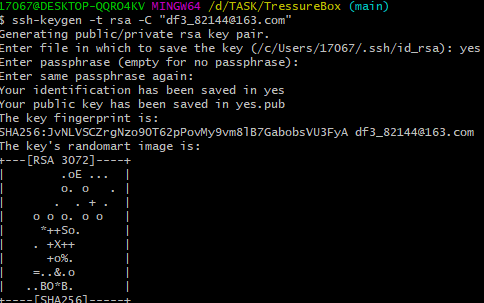 17067@DESKTOP-QQRO4KV MINGW64 /d/TASK/TressureBox (main)
$ ssh-keygen -t rsa -C "df3_82144@163.com"
Generating public/private rsa key pair.
Enter file in which to save the key (/c/Users/17067/.ssh/id_rsa): yes
Enter passphrase (empty for no passphrase):
Enter same passphrase again:
Your identification has been saved in yes
Your public key has been saved in yes.pub
The key fingerprint is:
SHA256:JvNLVSCZrgNzo9OT62pPovMy9vm8lB7GabobsVU3FyA df3_82144@163.com
The key's randomart image is:
+---[RSA 3072]----+
|        .oE ...  |
|        o. o   . |
|       .  . + .  |
|    o o o. o o   |
|     *++So.      |
|    . +X++       |
|      +o%.       |
|    =..&.o       |
|   ..BO*B.       |
+----[SHA256]-----+